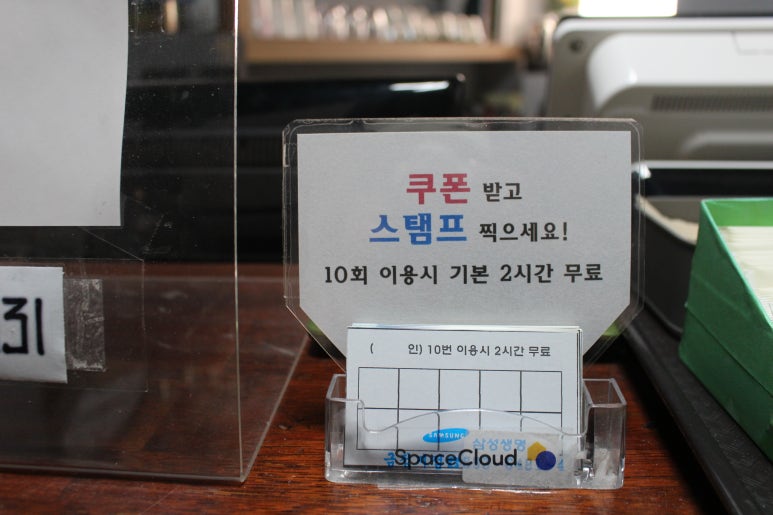 쿠폰 받고
스탬프 찍으세요!
10회 이용시 기본 2시간 무료
( 인) 10번 이용시 2시간 무료
SAMSUNG 삼성생명
SpaceCloud